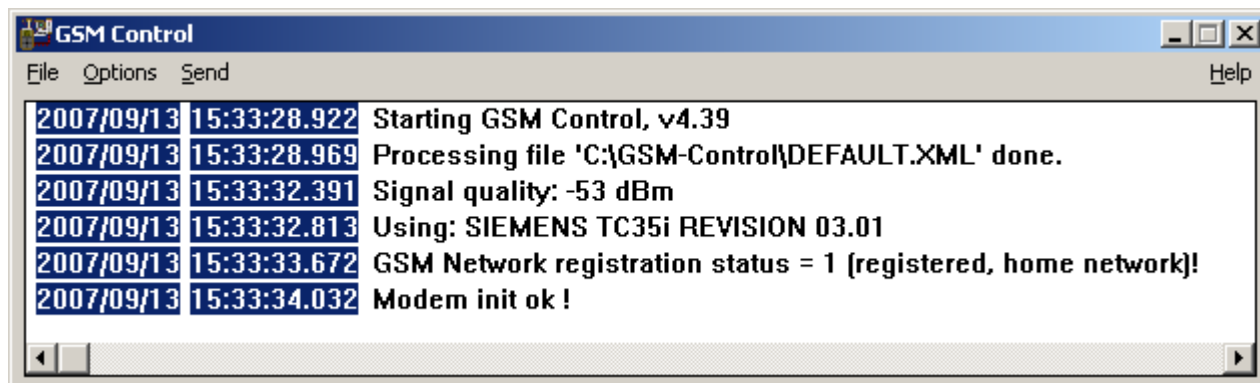 GSM Control
File Options Send Help
2007/09/13 15:33:28.922 Starting GSM Control, v4.39
2007/09/13 15:33:28.969 Processing file 'C:\GSM-Control\DEFAULT.XML' done.
2007/09/13 15:33:32.391 Signal quality: -53 dBm
2007/09/13 15:33:32.813 Using: SIEMENS TC35i REVISION 03.01
2007/09/13 15:33:33.672 GSM Network registration status = 1 (registered, home network)!
2007/09/13 15:33:34.032 Modem init ok !